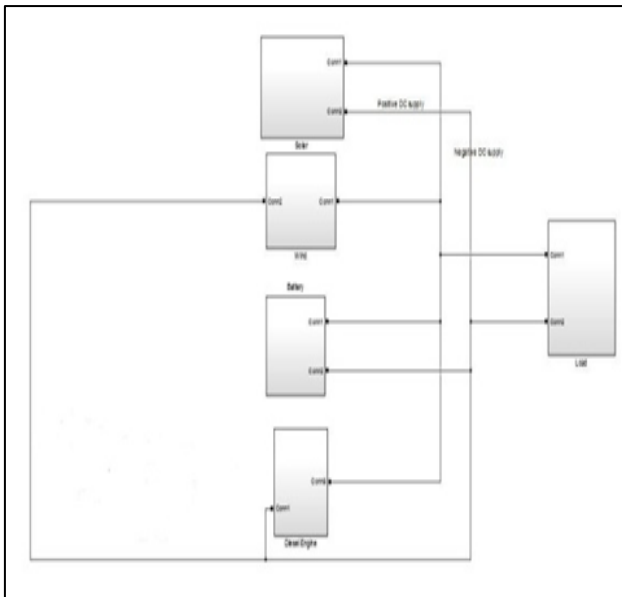 Conn1
Positive DC supply
Conn2
Solar
Negative DC supply
Conn2 Conn1
Wind
Conn1
Battery
Conn1
Conn2
Conn2
Load
Conn2
Conn1
Diesel Engine